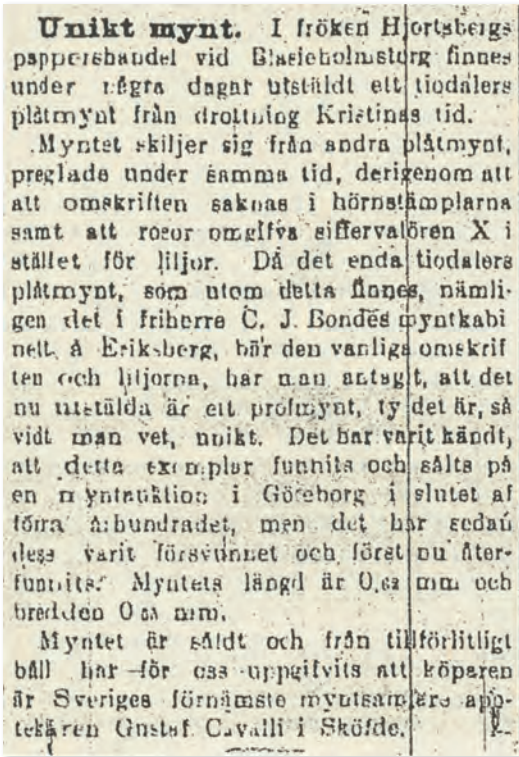 Unikt mynt. I fröken Hjortsbergs
pappershandel vid Blasieholmstorg finnes
under några dagar utstäldt ett tiodalers
plåtmynt från drottning Kristinas tid.
Myntet skiljer sig från andra plåtmynt,
preglade under samma tid, derigenom att
att omskriften saknas i hörnstämplarna
samt att rosor omgifva siffervalören X i
stället för liljor. Då det enda tiodalers
plåtmynt, som utom detta finnes, nämli-
gen det i friherre C. J. Bondes myntkabi
nett å Eriksberg, bär den vanliga omskrif
ten och liljorna, har man antagit, att det
nu utstälda är ett profmynt, ty det är, så
vidt man vet, unikt. Det har varit kändt,
att detta exemplar funnits och sålts på
en myntauktion i Göteborg i slutet af
förra århundradet, men det har sedan
dess varit försvunnet och först nu åter-
funnits. Myntets längd är mm och
bredden mm.
Myntet är såldt och från tillförlitligt
håll har för oss uppgifvits att köparen
är Sveriges förnämste myntsamlare apo-
tekaren Gustaf Cavalli i Sköfde.